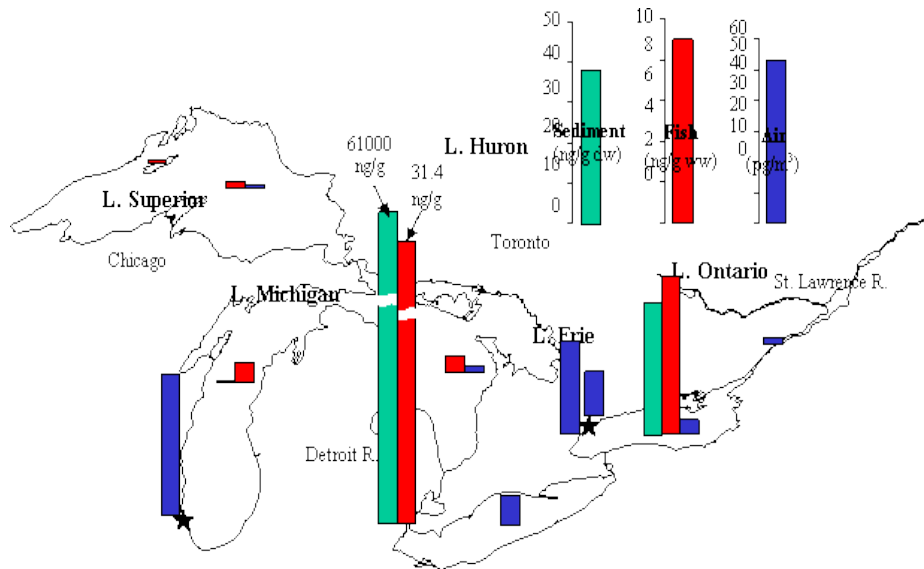 50
40
30
20
10
0
Sediment
(ng/g dw)
10
8
6
4
2
0
Fish
(ng/g ww)
60
50
40
30
20
10
0
Air
(pg/m³)
L. Huron
61000
ng/g
31.4
ng/g
L. Superior
Toronto
Chicago
L. Ontario
St. Lawrence R.
L. Michigan
L. Erie
Detroit R.